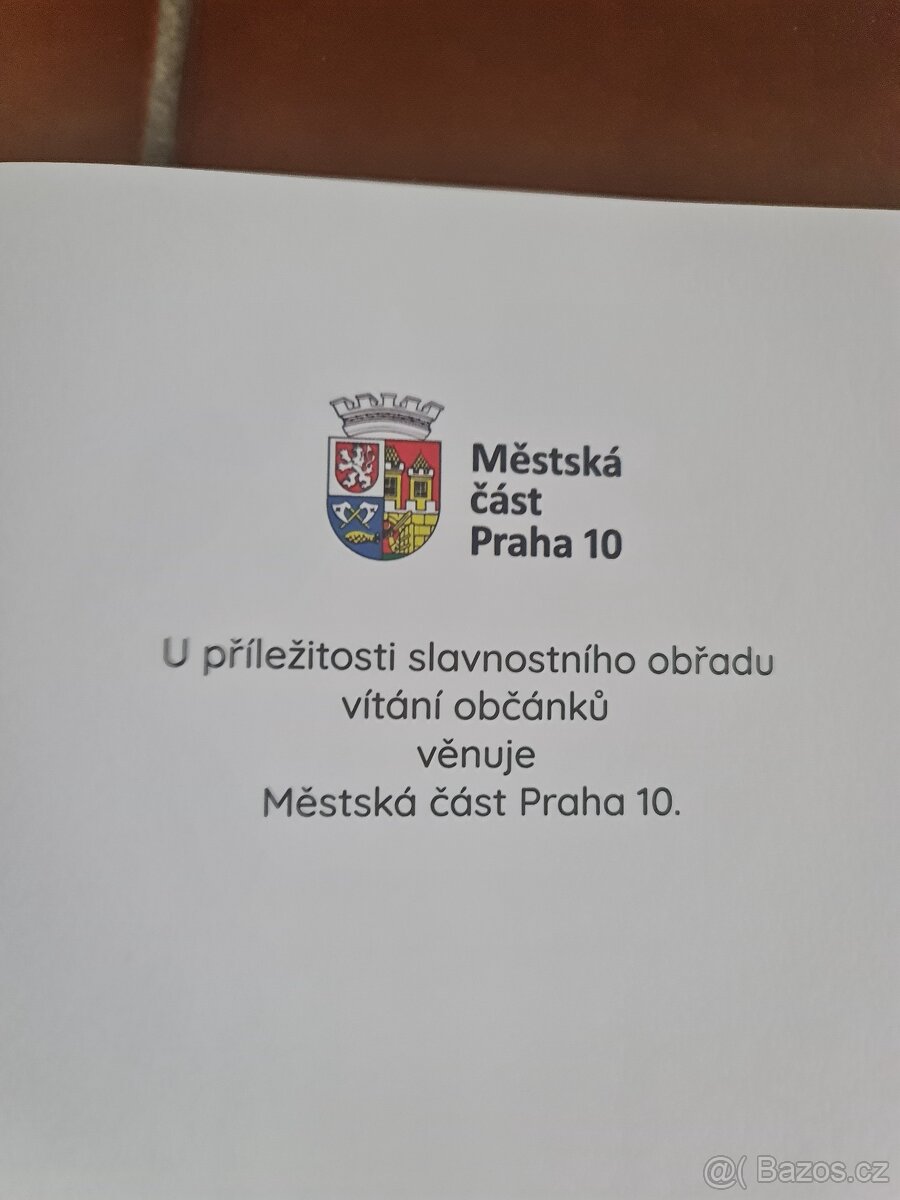 Městská
část
Praha 10
U příležitosti slavnostního obřadu
vítání občánků
věnuje
Městská část Praha 10.
@( Bazos.cz